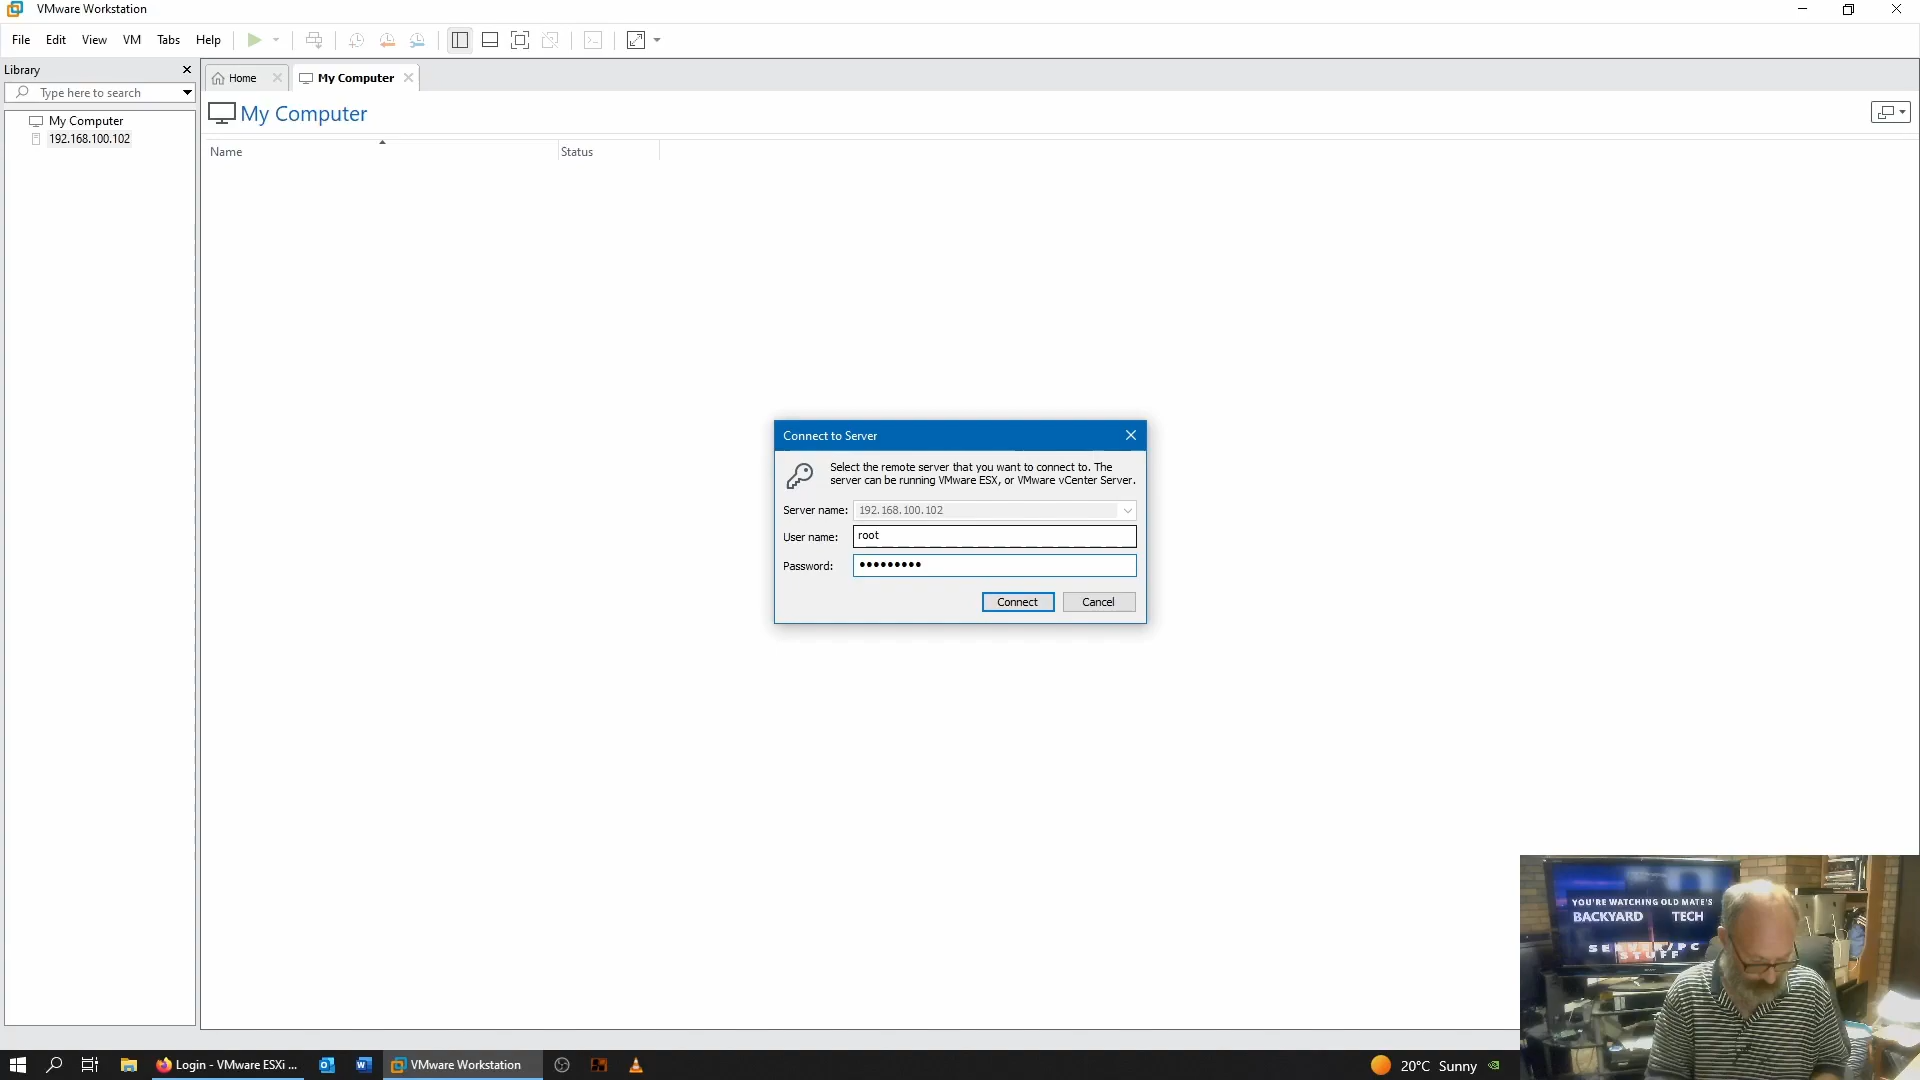 VMware Workstation
File Edit View VM Tabs Help
Library
Type here to search
My Computer
192.168.100.102
Home
My Computer
My Computer
Name
Status
Connect to Server
Select the remote server that you want to connect to. The
server can be running VMware ESX, or VMware vCenter Server.
Server name: 192.168.100.102
User name: root
Password: •••••••••
Connect Cancel
YOU'RE WATCHING OLD MATE'S
BACKYARD TECH
SERVER/PC
STUFF
Login - VMware ESXi ...
VMware Workstation
20°C Sunny